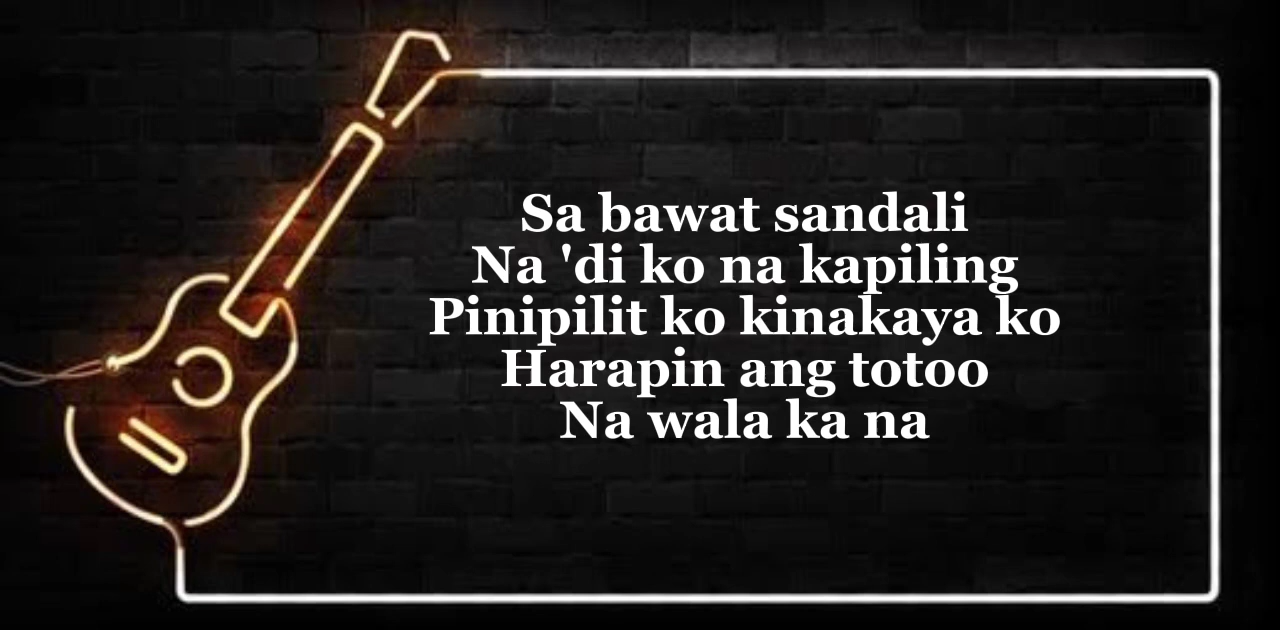 Sa bawat sandali
Na 'di ko na kapiling
Pinipilit ko kinakaya ko
Harapin ang totoo
Na wala ka na